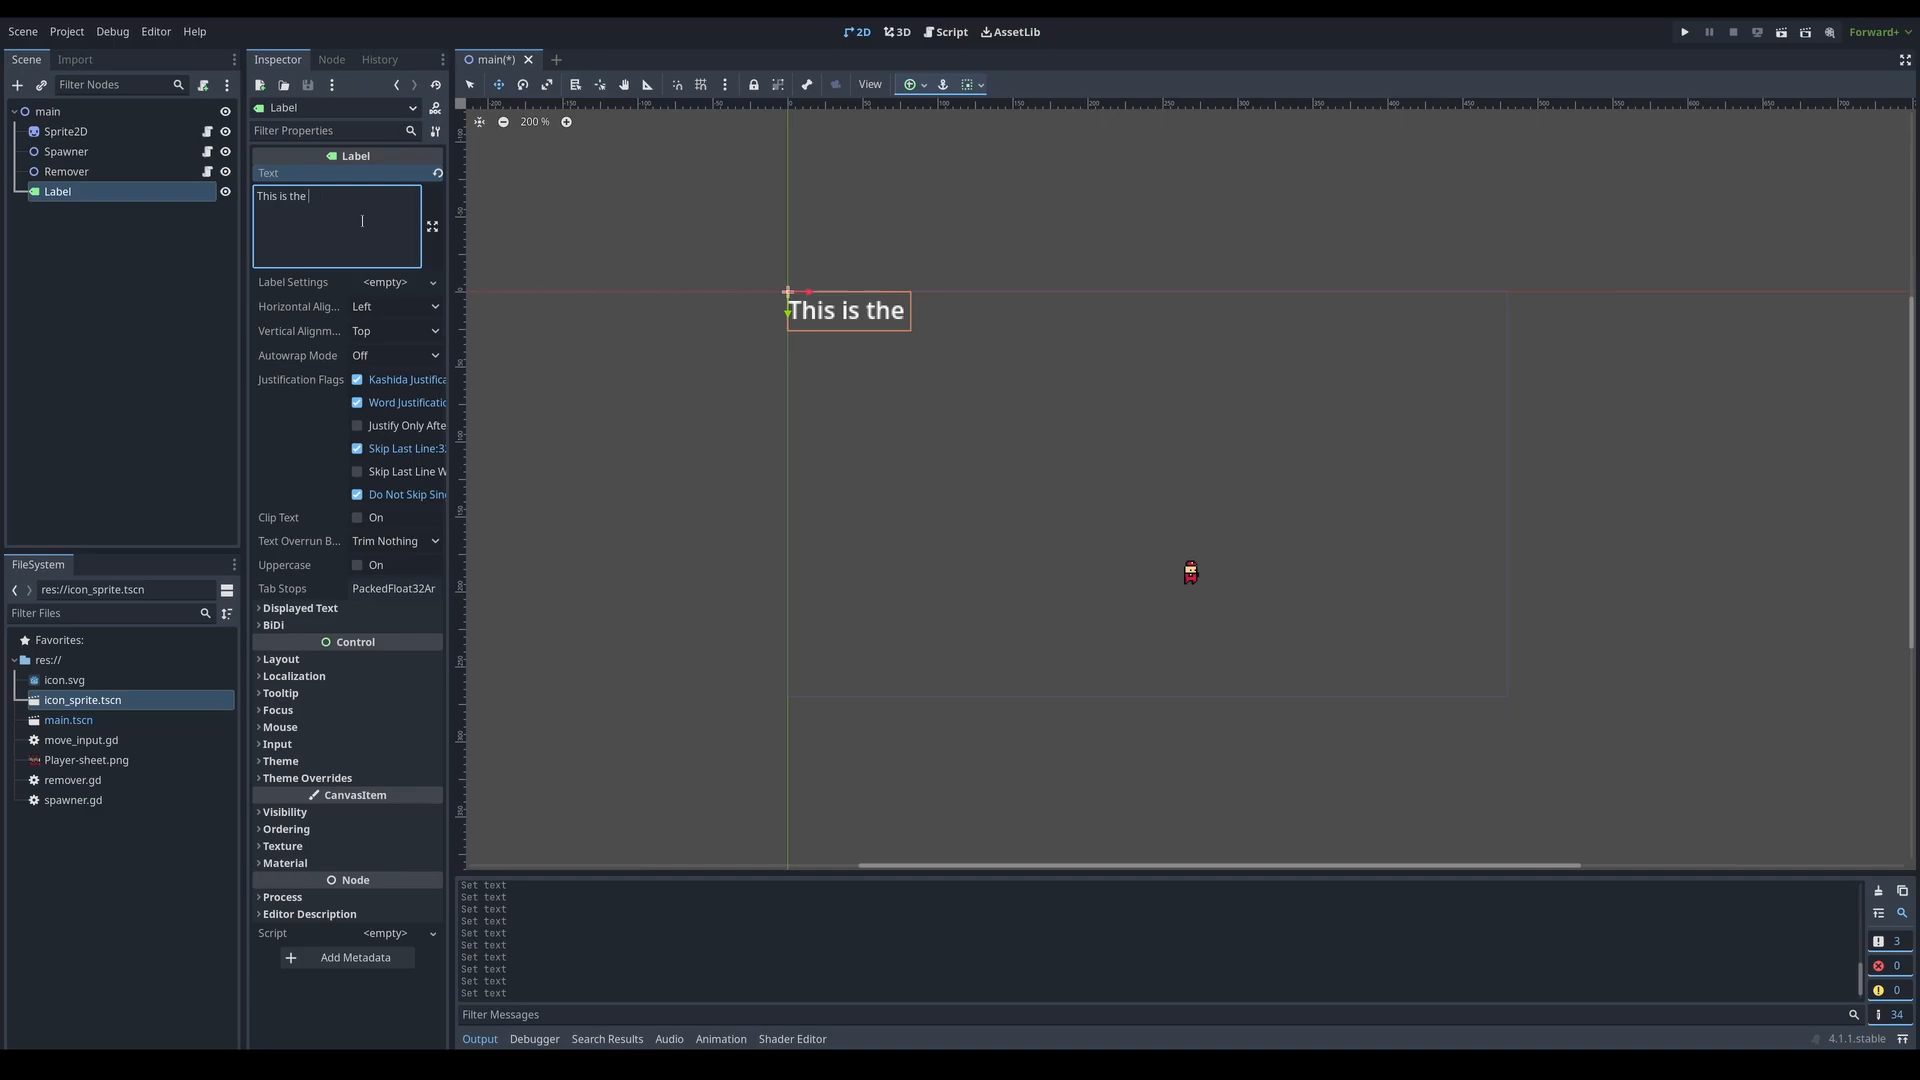 Scene Project Debug Editor Help
2D 3D Script AssetLib
Forward+
Scene Import
Filter Nodes
main
Sprite2D
Spawner
Remover
Label
FileSystem
res://icon_sprite.tscn
Filter Files
Favorites:
res://
icon.svg
icon_sprite.tscn
main.tscn
move_input.gd
Player-sheet.png
remover.gd
spawner.gd
Inspector Node History
Label
Filter Properties
Label
Text
This is the
Label Settings <empty>
Horizontal Alig... Left
Vertical Alignm... Top
Autowrap Mode Off
Justification Flags Kashida Justifica
Word Justificatio
Justify Only Afte
Skip Last Line:3
Skip Last Line W
Do Not Skip Sin
Clip Text On
Text Overrun B... Trim Nothing
Uppercase On
Tab Stops PackedFloat32Ar
Displayed Text
BiDi
Control
Layout
Localization
Tooltip
Focus
Mouse
Input
Theme
Theme Overrides
CanvasItem
Visibility
Ordering
Texture
Material
Node
Process
Editor Description
Script <empty>
Add Metadata
main(*)
View
200 %
This is the
Set text
Set text
Set text
Set text
Set text
Set text
Set text
Set text
Set text
Set text
Filter Messages
3
0
0
34
Output Debugger Search Results Audio Animation Shader Editor
4.1.1.stable